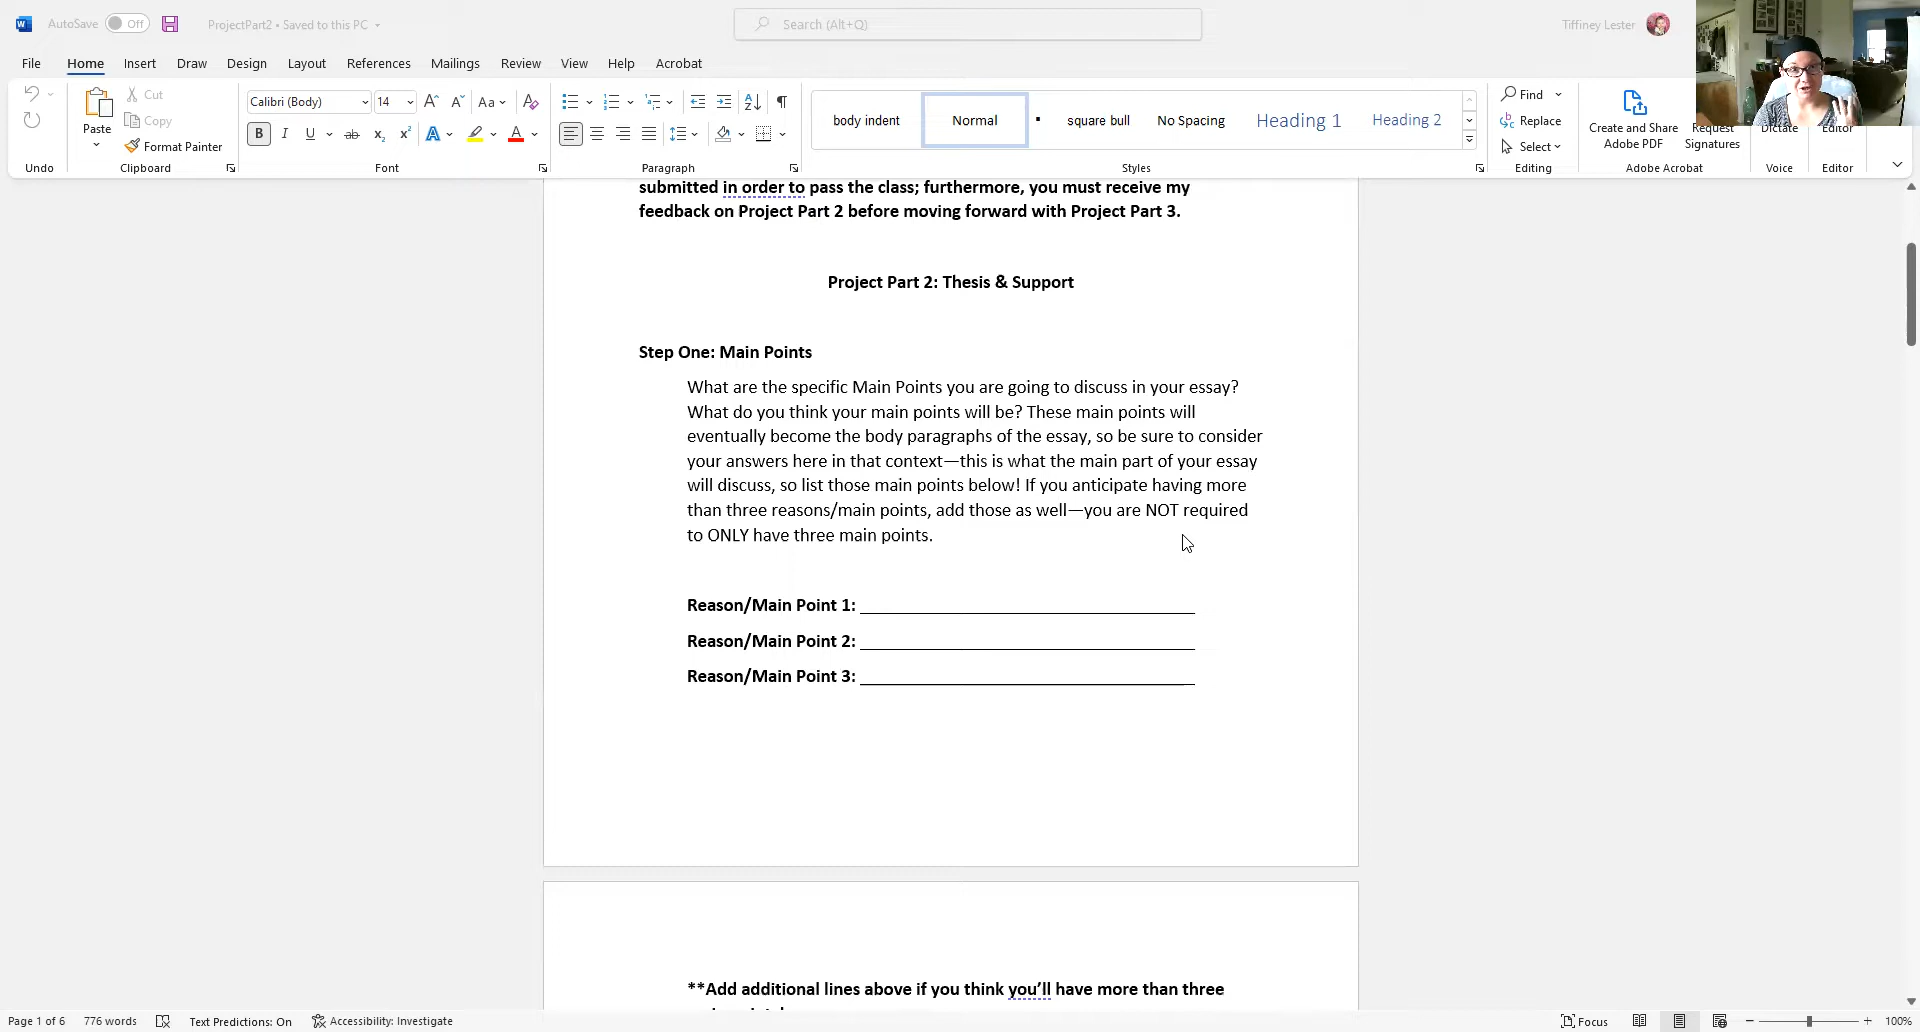 AutoSave Off ProjectPart2 • Saved to this PC Search (Alt+Q) Tiffiney Lester
File Home Insert Draw Design Layout References Mailings Review View Help Acrobat
Cut
Copy
Paste
Format Painter
Calibri (Body) 14
body indent Normal square bull No Spacing Heading 1 Heading 2
Find
Replace
Select
Create and Share
Adobe PDF
Request
Signatures
Dictate
Editor
Undo Clipboard Font Paragraph Styles Editing Adobe Acrobat Voice Editor
submitted in order to pass the class; furthermore, you must receive my
feedback on Project Part 2 before moving forward with Project Part 3.
Project Part 2: Thesis & Support
Step One: Main Points
What are the specific Main Points you are going to discuss in your essay?
What do you think your main points will be? These main points will
eventually become the body paragraphs of the essay, so be sure to consider
your answers here in that context—this is what the main part of your essay
will discuss, so list those main points below! If you anticipate having more
than three reasons/main points, add those as well—you are NOT required
to ONLY have three main points.
Reason/Main Point 1: ____________________________________
Reason/Main Point 2: ____________________________________
Reason/Main Point 3: ____________________________________
**Add additional lines above if you think you'll have more than three
Page 1 of 6 776 words Text Predictions: On Accessibility: Investigate Focus 100%